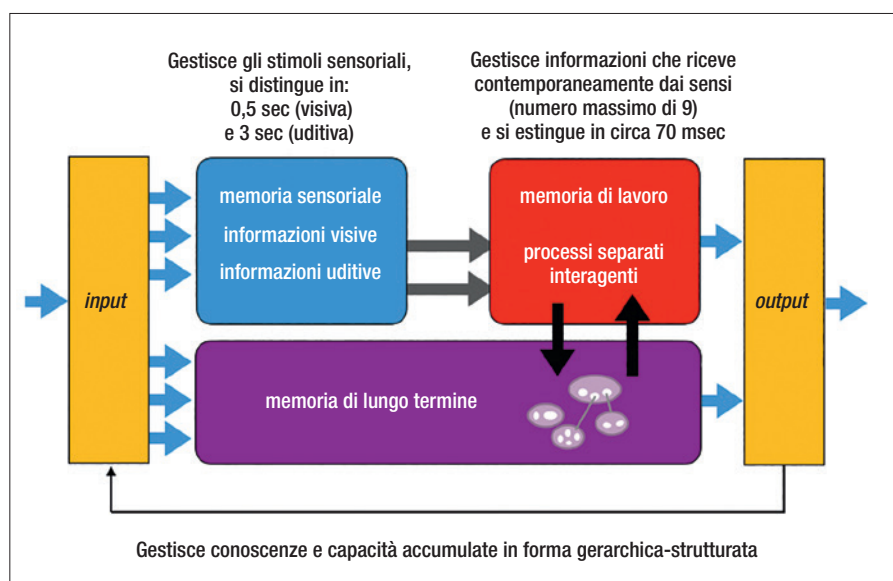 Gestisce gli stimoli sensoriali,
si distingue in:
0,5 sec (visiva)
e 3 sec (uditiva)
Gestisce informazioni che riceve
contemporaneamente dai sensi
(numero massimo di 9)
e si estingue in circa 70 msec
input
memoria sensoriale
informazioni visive
informazioni uditive
memoria di lavoro
processi separati
interagenti
output
memoria di lungo termine
Gestisce conoscenze e capacità accumulate in forma gerarchica-strutturata